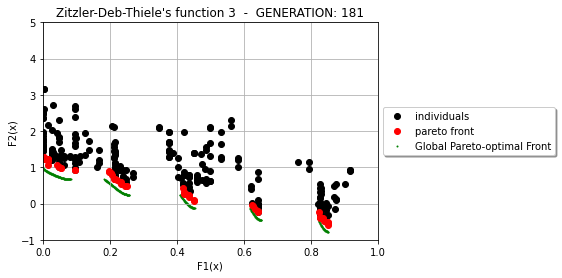 Zitzler-Deb-Thiele's function 3 - GENERATION: 181
5
4
3
2
1
0
−1
F2(x)
0.0 0.2 0.4 0.6 0.8 1.0
F1(x)
individuals
pareto front
Global Pareto-optimal Front